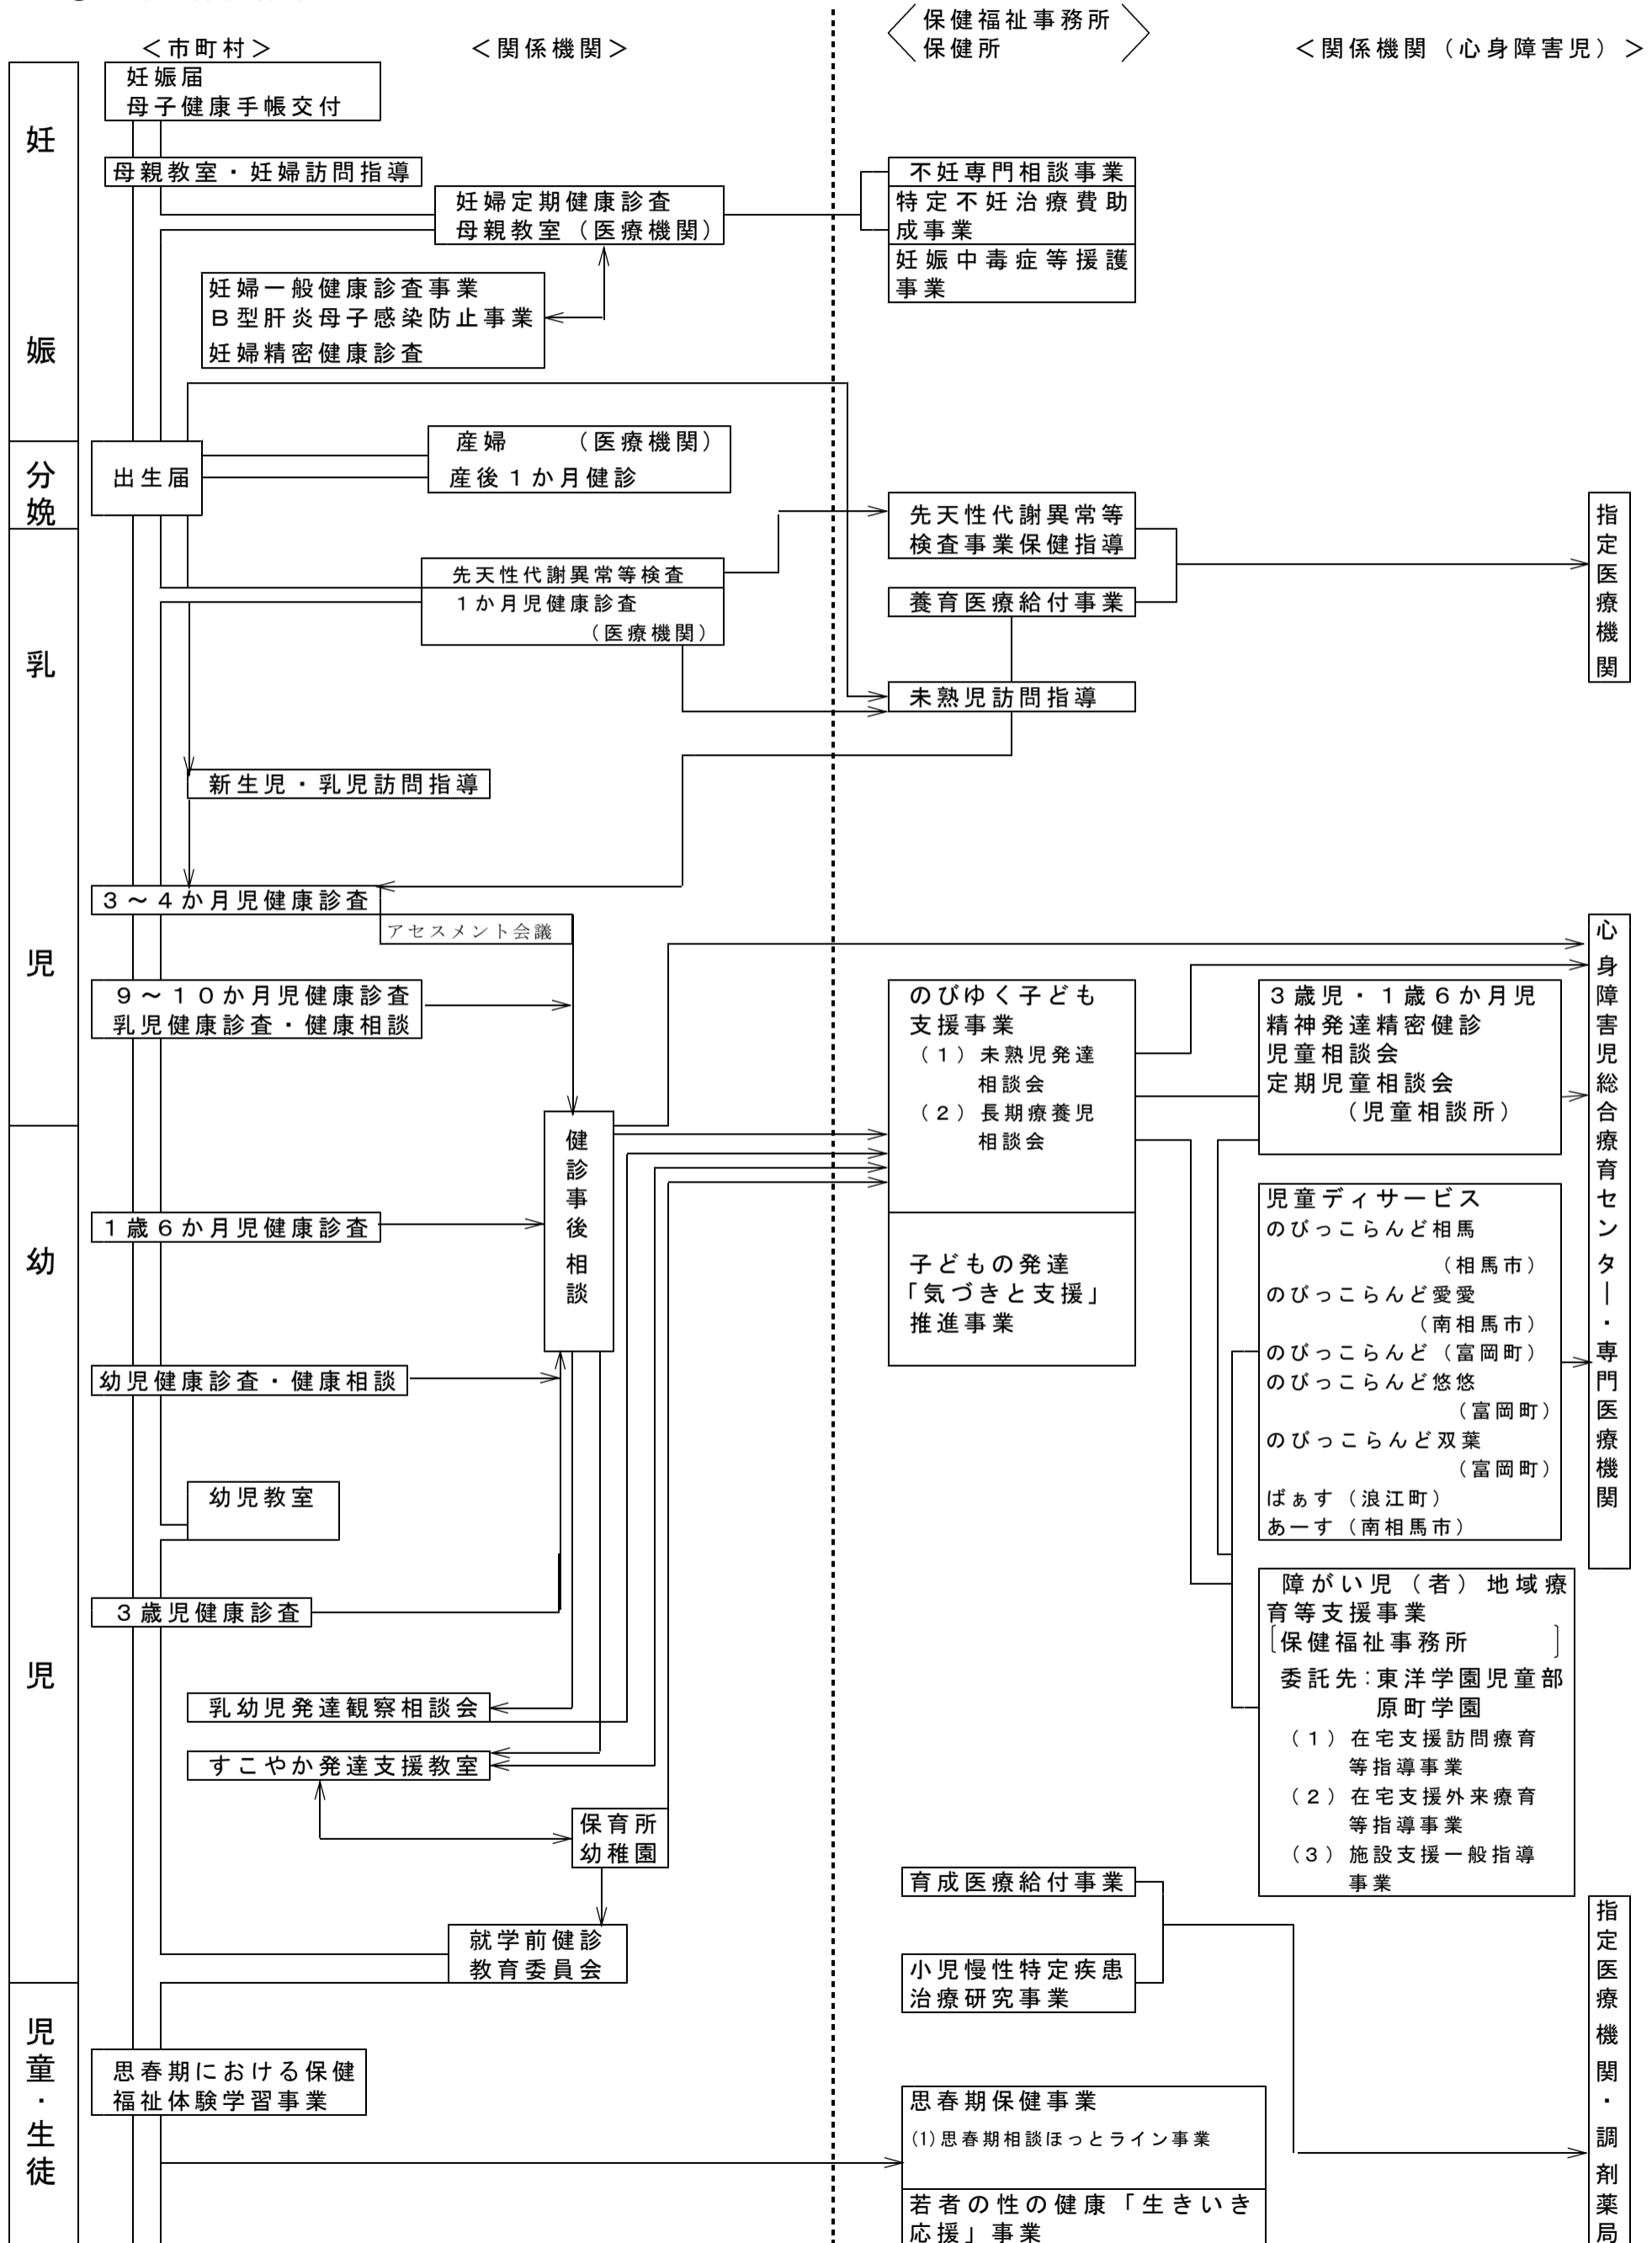 ＜市町村＞
＜関係機関＞
保健福祉事務所
保健所
＜関係機関（心身障害児）＞
妊
娠
妊娠届
母子健康手帳交付
母親教室・妊婦訪問指導
妊婦定期健康診査
母親教室（医療機関）
不妊専門相談事業
特定不妊治療費助
成事業
妊娠中毒症等援護
事業
妊婦一般健康診査事業
Ｂ型肝炎母子感染防止事業
妊婦精密健康診査
分
娩
出生届
産婦　　（医療機関）
産後１か月健診
乳
児
先天性代謝異常等検査
１か月児健康診査
（医療機関）
先天性代謝異常等
検査事業保健指導
養育医療給付事業
未熟児訪問指導
指定医療機関
新生児・乳児訪問指導
３～４か月児健康診査
アセスメント会議
９～１０か月児健康診査
乳児健康診査・健康相談
健診事後相談
のびゆく子ども
支援事業
（１）未熟児発達
相談会
（２）長期療養児
相談会
子どもの発達
「気づきと支援」
推進事業
３歳児・１歳６か月児
精神発達精密健診
児童相談会
定期児童相談会
（児童相談所）
心身障害児総合療育センター・専門医療機関
幼
児
１歳６か月児健康診査
幼児健康診査・健康相談
幼児教室
３歳児健康診査
児童ディサービス
のびっこらんど相馬
（相馬市）
のびっこらんど愛愛
（南相馬市）
のびっこらんど（富岡町）
のびっこらんど悠悠
（富岡町）
のびっこらんど双葉
（富岡町）
ばぁす（浪江町）
あーす（南相馬市）
障がい児（者）地域療
育等支援事業
〔保健福祉事務所　　〕
委託先：東洋学園児童部
原町学園
（１）在宅支援訪問療育
等指導事業
（２）在宅支援外来療育
等指導事業
（３）施設支援一般指導
事業
乳幼児発達観察相談会
すこやか発達支援教室
保育所
幼稚園
就学前健診
教育委員会
育成医療給付事業
小児慢性特定疾患
治療研究事業
指定医療機関・調剤薬局
児童・生徒
思春期における保健
福祉体験学習事業
思春期保健事業
(1)思春期相談ほっとライン事業
若者の性の健康「生きいき
応援」事業